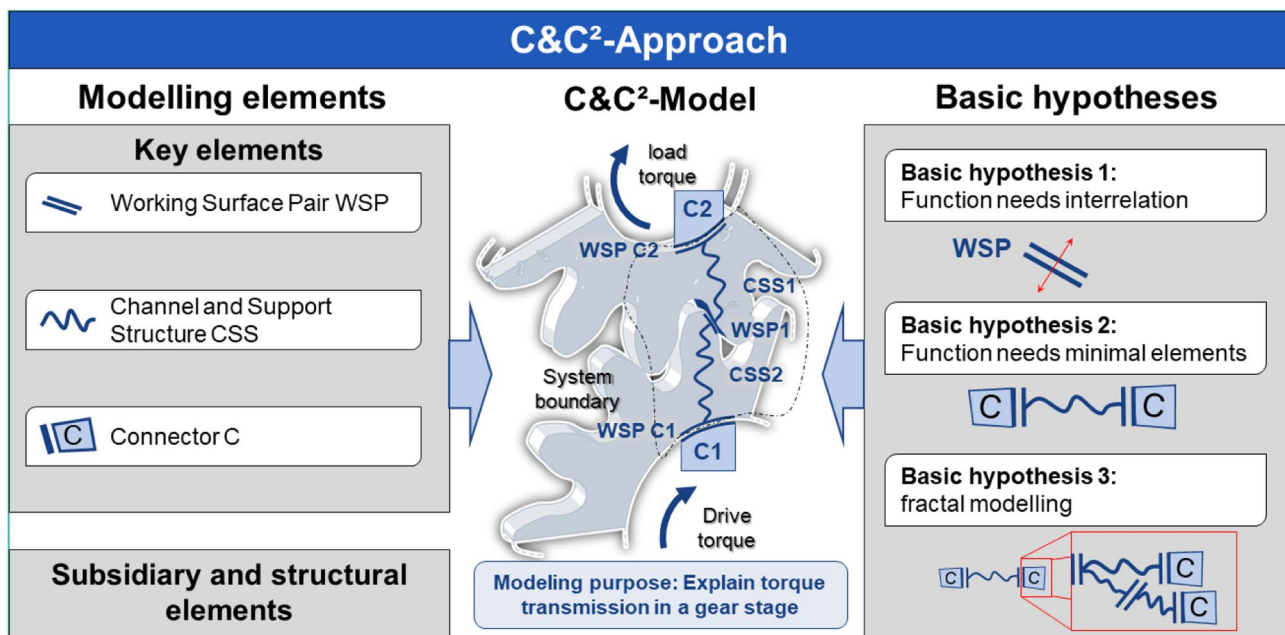 C&C²-Approach
Modelling elements
Key elements
Working Surface Pair WSP
Channel and Support
Structure CSS
C
Connector C
Subsidiary and structural
elements
C&C²-Model
load
torque
C2
WSP C2
CSS1
WSP1
CSS2
System
boundary
WSP C1
C1
Drive
torque
Modeling purpose: Explain torque
transmission in a gear stage
Basic hypotheses
Basic hypothesis 1:
Function needs interrelation
WSP
Basic hypothesis 2:
Function needs minimal elements
C C
Basic hypothesis 3:
fractal modelling
C C C
C